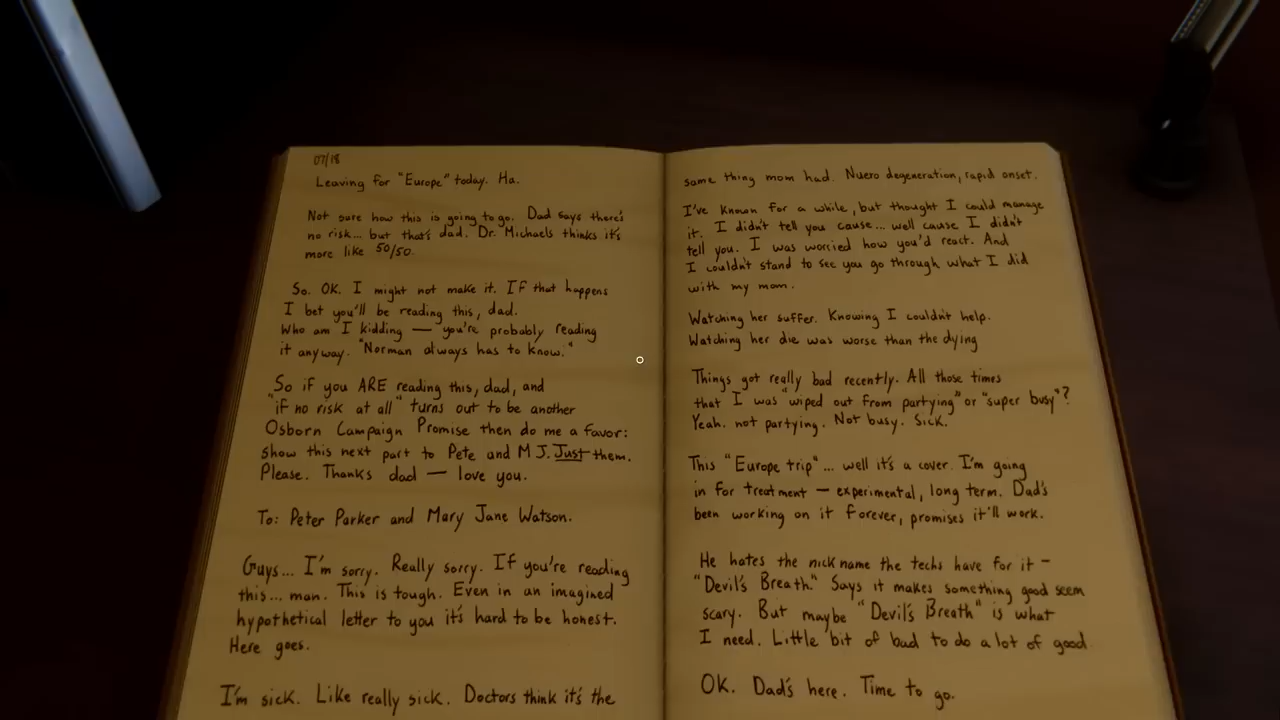 07/18
Leaving for "Europe" today. Ha.
Not sure how this is going to go. Dad says there's
no risk... but that's dad. Dr. Michaels thinks it's
more like 50/50.
So. OK. I might not make it. If that happens
I bet you'll be reading this, dad.
Who am I kidding — you're probably reading
it anyway. "Norman always has to know."
So if you ARE reading this, dad, and
"if no risk at all" turns out to be another
Osborn Campaign Promise then do me a favor:
show this next part to Pete and MJ. Just them.
Please. Thanks dad — love you.
To: Peter Parker and Mary Jane Watson.
Guys... I'm sorry. Really sorry. If you're reading
this... man. This is tough. Even in an imagined
hypothetical letter to you it's hard to be honest.
Here goes.
I'm sick. Like really sick. Doctors think it's the
same thing mom had. Nuero degeneration, rapid onset.
I've known for a while, but thought I could manage
it. I didn't tell you cause... well cause I didn't
tell you. I was worried how you'd react. And
I couldn't stand to see you go through what I did
with my mom.
Watching her suffer. Knowing I couldn't help.
Watching her die was worse than the dying
Things got really bad recently. All those times
that I was "wiped out from partying" or "super busy"?
Yeah. not partying. Not busy. Sick.
This "Europe trip"... well it's a cover. I'm going
in for treatment — experimental, long term. Dad's
been working on it forever, promises it'll work.
He hates the nickname the techs have for it —
"Devil's Breath." Says it makes something good seem
scary. But maybe "Devil's Breath" is what
I need. Little bit of bad to do a lot of good.
OK. Dad's here. Time to go.